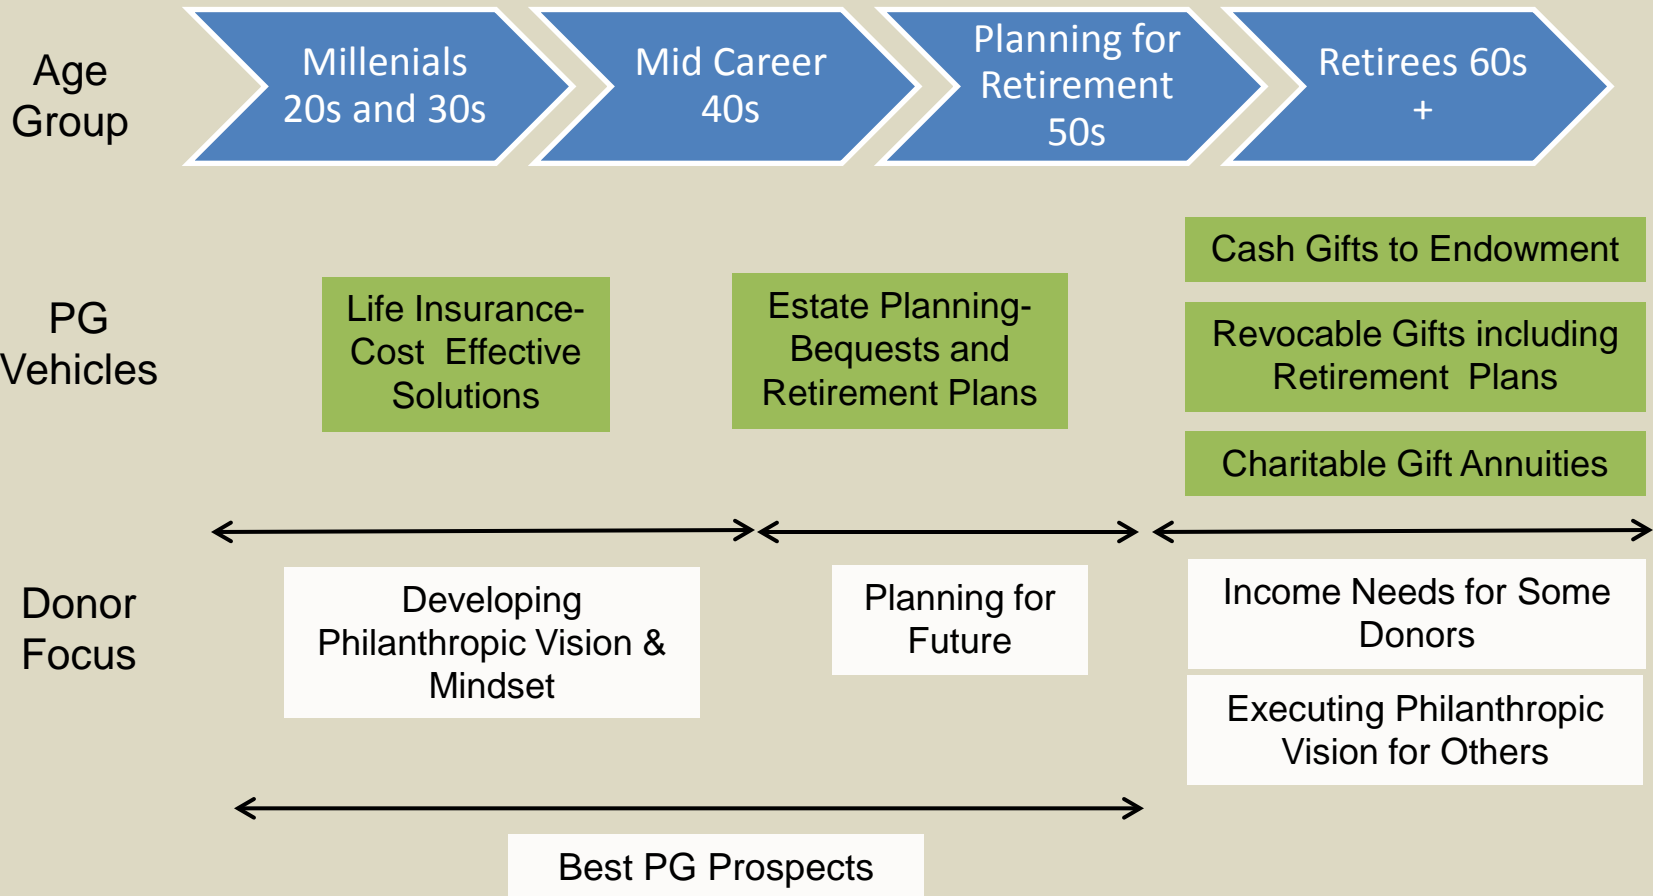 Age
Group
Millenials
20s and 30s
Mid Career
40s
Planning for
Retirement
50s
Retirees 60s
+
PG
Vehicles
Life Insurance-
Cost Effective
Solutions
Estate Planning-
Bequests and
Retirement Plans
Cash Gifts to Endowment
Revocable Gifts including
Retirement Plans
Charitable Gift Annuities
Donor
Focus
Developing
Philanthropic Vision &
Mindset
Planning for
Future
Income Needs for Some
Donors
Executing Philanthropic
Vision for Others
Best PG Prospects